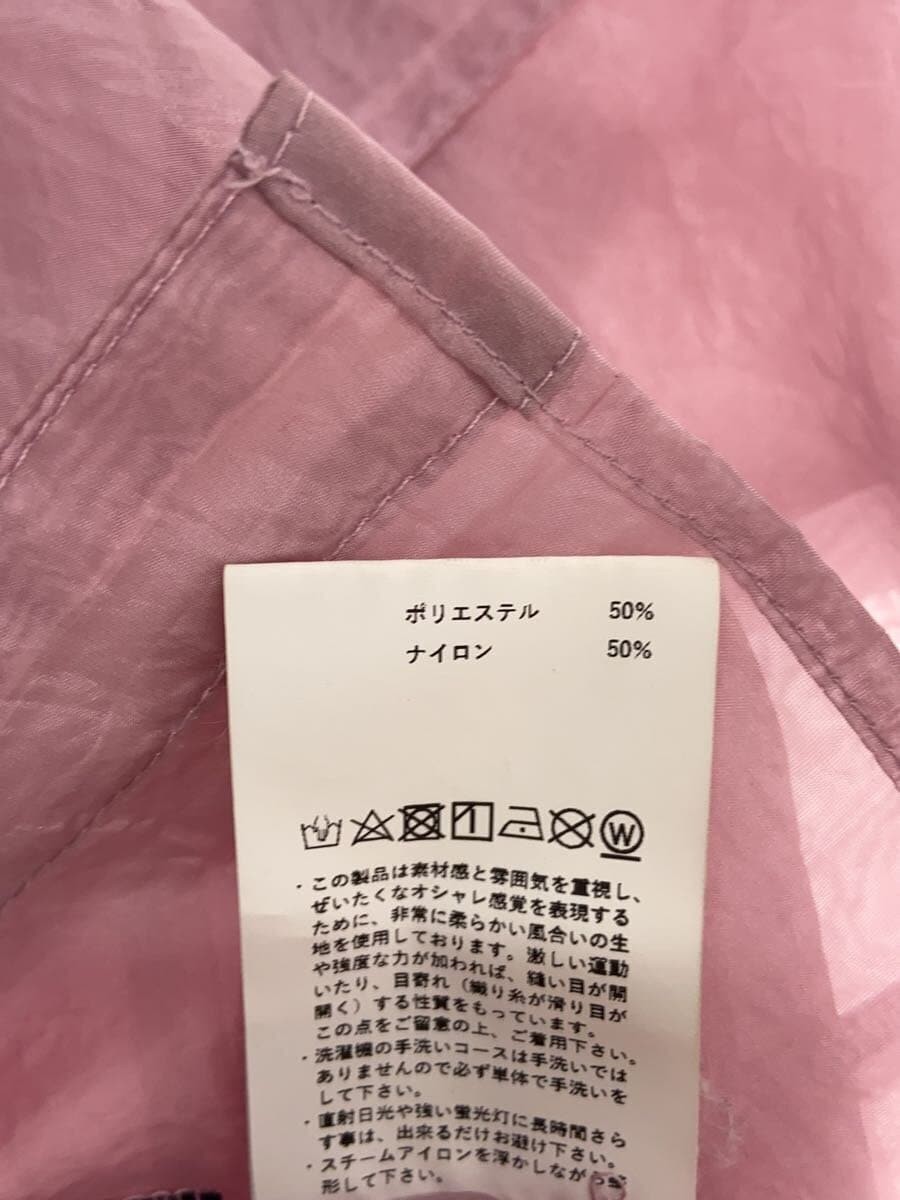 ポリエステル 50%
ナイロン 50%
W
・この製品は素材感と雰囲気を重視し、
ぜいたくなオシャレ感覚を表現する
ために、非常に柔らかい風合いの生
地を使用しております。激しい運動
や強度な力が加われば、縫い目が開
いたり、目寄れ（織り糸が滑り目が
開く）する性質をもっています。
この点をご留意の上、ご着用下さい。
・洗濯機の手洗いコースは手洗いでは
ありませんので必ず単体で手洗いを
して下さい。
・直射日光や強い蛍光灯に長時間さら
す事は、出来るだけお避け下さい。
・スチームアイロンを浮かしながら
形して下さい。